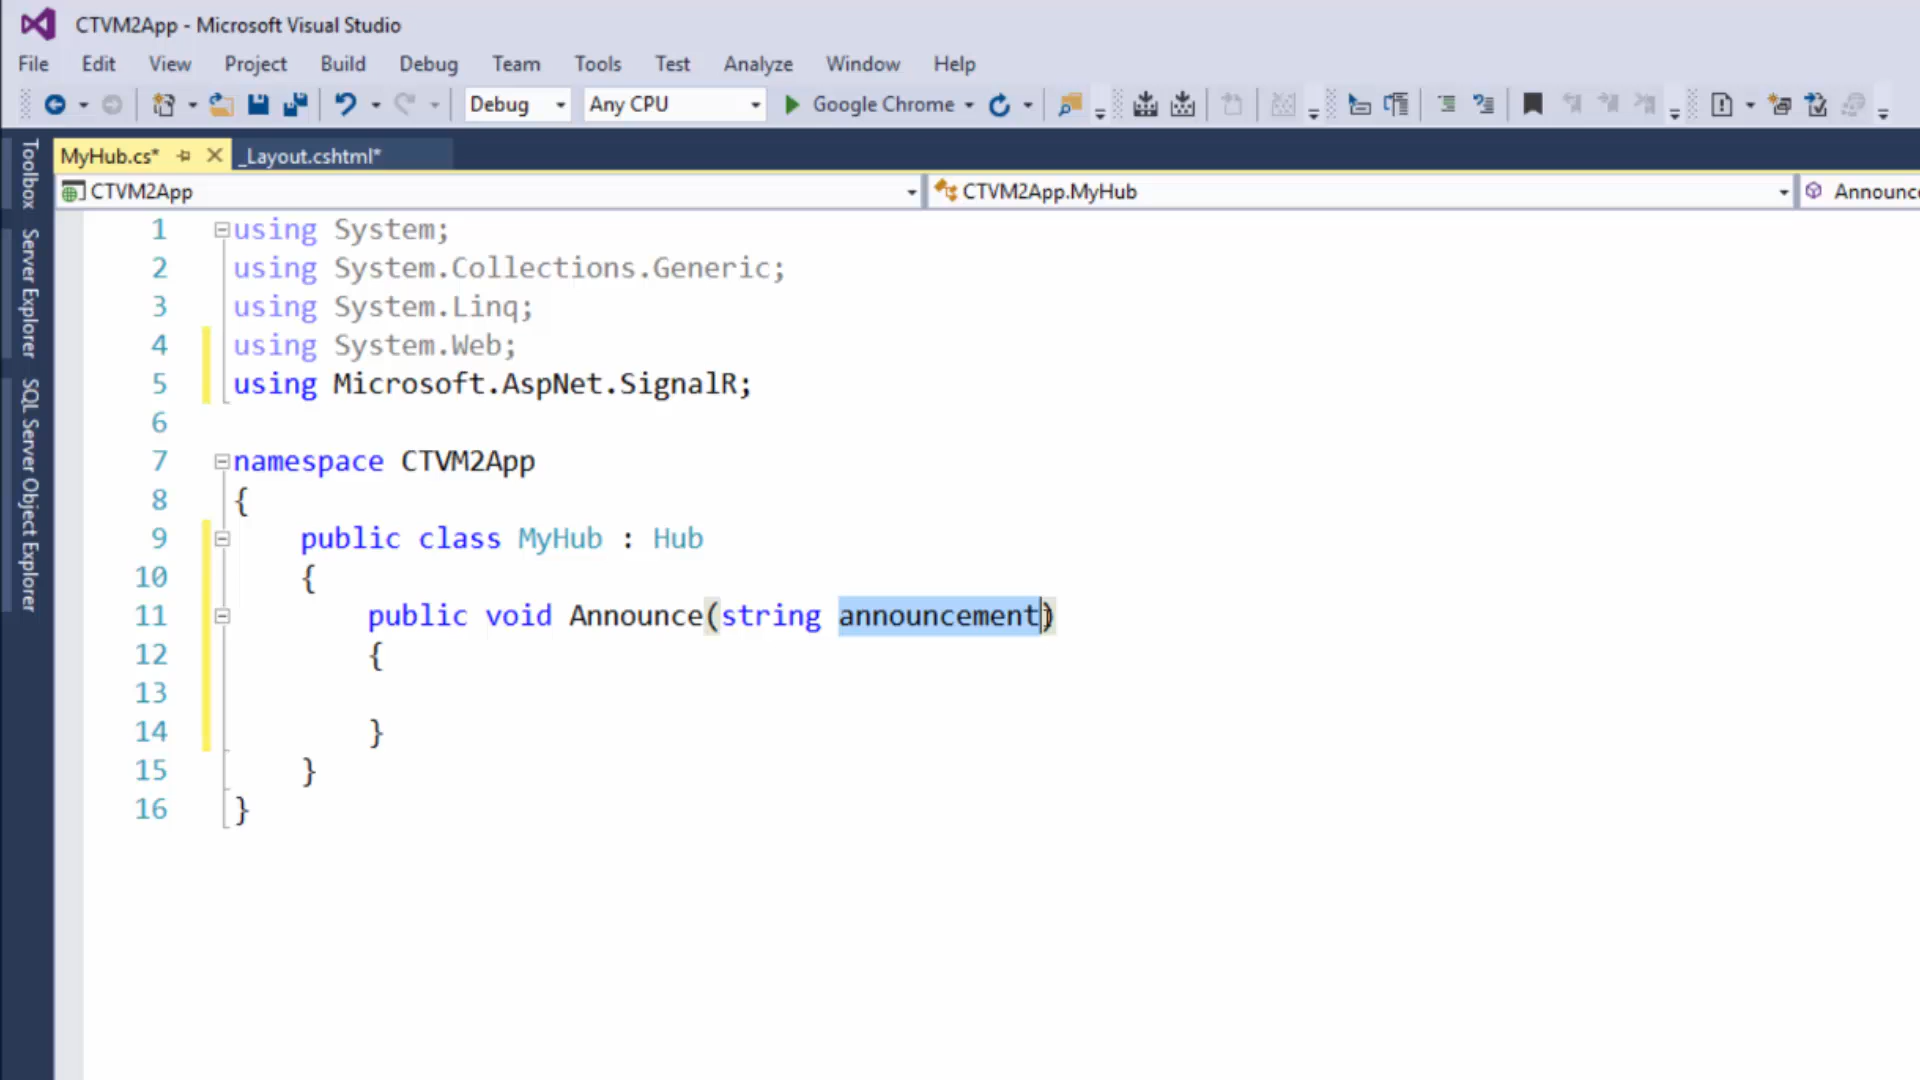 CTVM2App - Microsoft Visual Studio
File Edit View Project Build Debug Team Tools Test Analyze Window Help
Debug Any CPU Google Chrome
MyHub.cs* _Layout.cshtml*
CTVM2App CTVM2App.MyHub Announc
Toolbox
Server Explorer
SQL Server Object Explorer
1 using System;
2 using System.Collections.Generic;
3 using System.Linq;
4 using System.Web;
5 using Microsoft.AspNet.SignalR;
6
7 namespace CTVM2App
8 {
9 public class MyHub : Hub
10 {
11 public void Announce(string announcement)
12 {
13
14 }
15 }
16 }